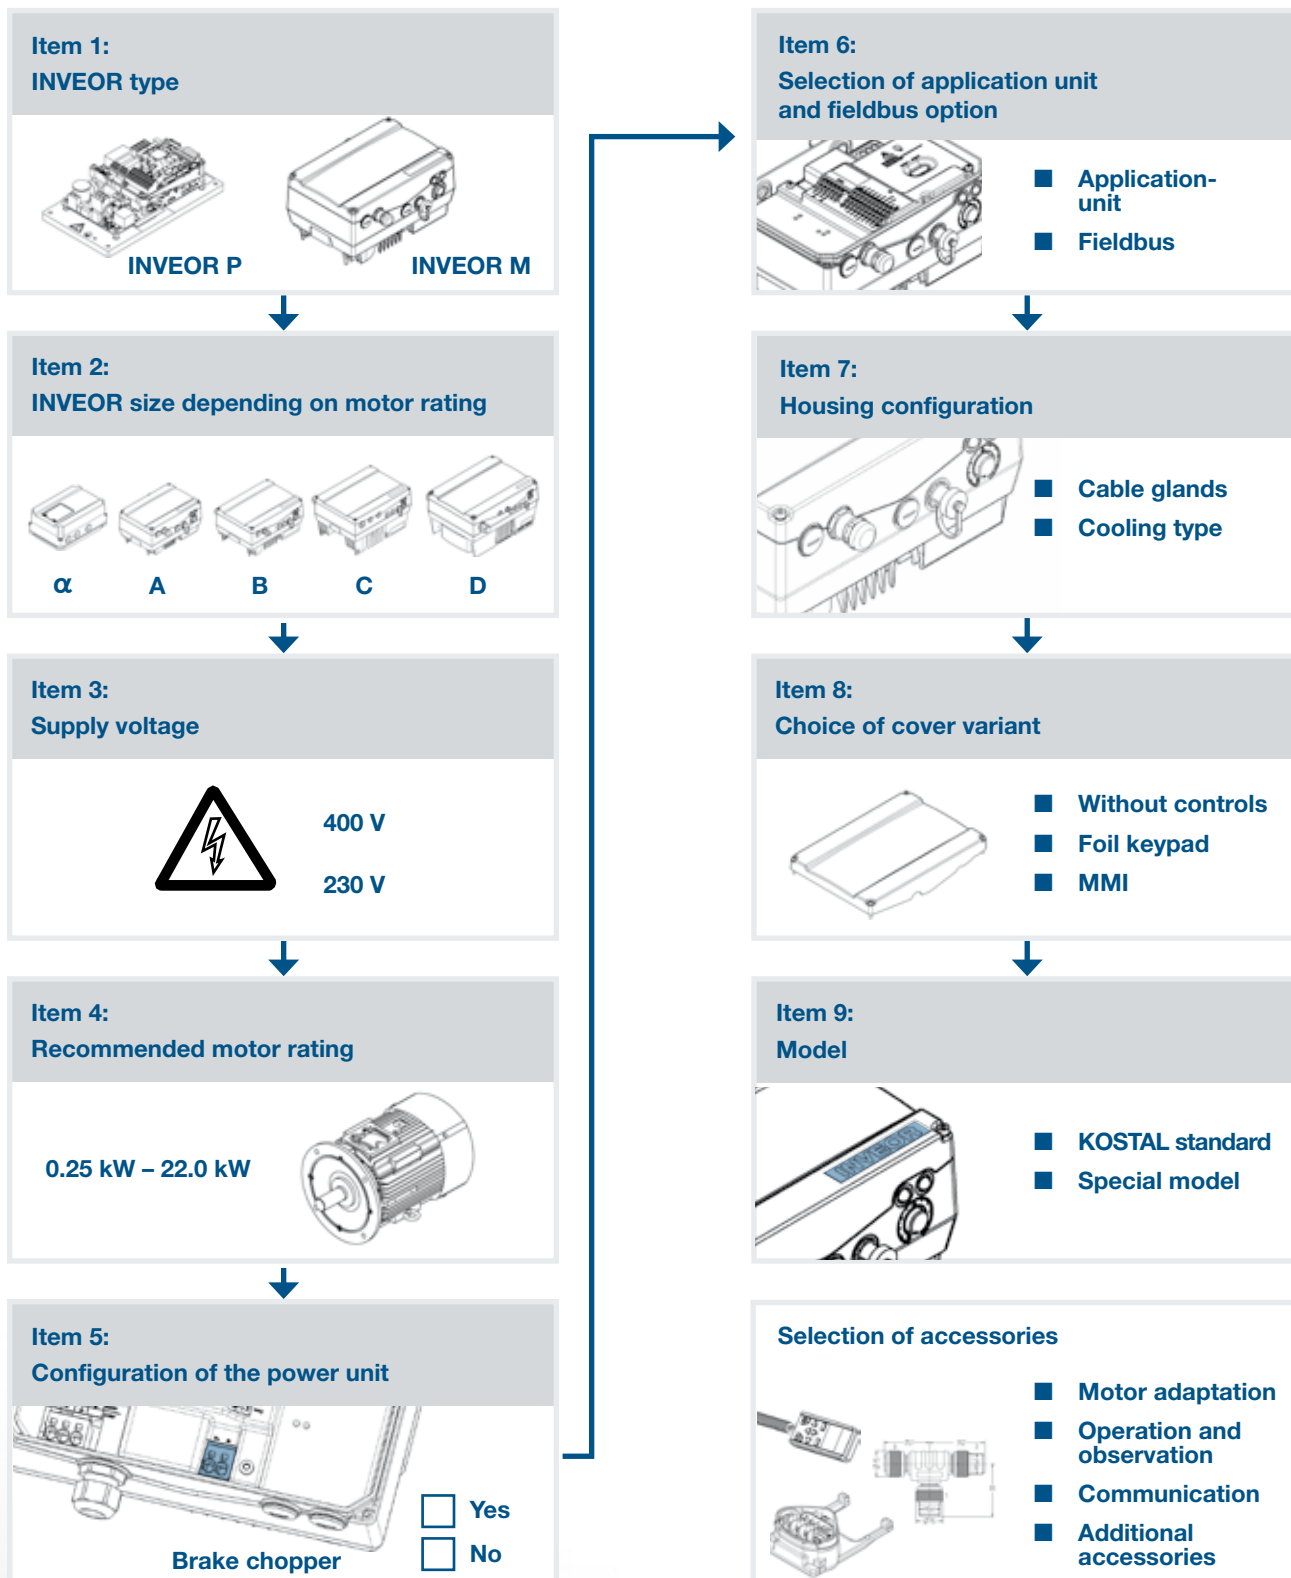 Item 1:
INVEOR type
INVEOR P
INVEOR M
Item 2:
INVEOR size depending on motor rating
α
A
B
C
D
Item 3:
Supply voltage
400 V
230 V
Item 4:
Recommended motor rating
0.25 kW – 22.0 kW
Item 5:
Configuration of the power unit
Yes
No
Brake chopper
Item 6:
Selection of application unit
and fieldbus option
■ Application-
unit
■ Fieldbus
Item 7:
Housing configuration
■ Cable glands
■ Cooling type
Item 8:
Choice of cover variant
■ Without controls
■ Foil keypad
■ MMI
Item 9:
Model
INVEOR
■ KOSTAL standard
■ Special model
Selection of accessories
■ Motor adaptation
■ Operation and
observation
■ Communication
■ Additional
accessories